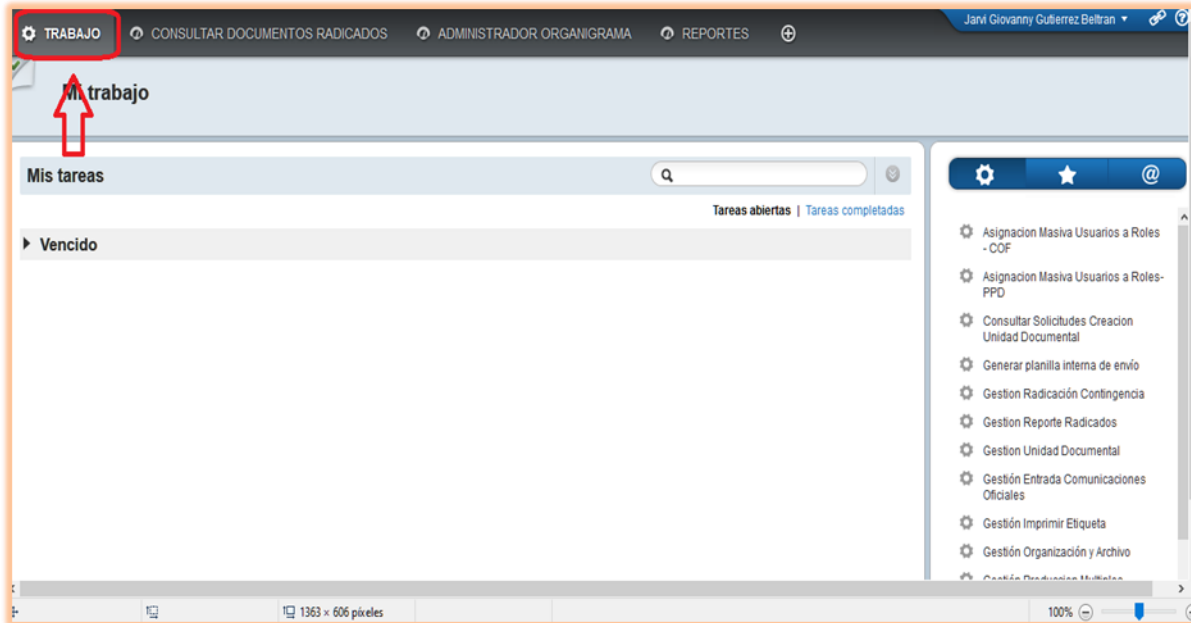 Jarvi Giovanny Gutierrez Beltran
TRABAJO CONSULTAR DOCUMENTOS RADICADOS ADMINISTRADOR ORGANIGRAMA REPORTES
Mi trabajo
Mis tareas
Tareas abiertas | Tareas completadas
Vencido
@
Asignacion Masiva Usuarios a Roles
- COF
Asignacion Masiva Usuarios a Roles-
PPD
Consultar Solicitudes Creacion
Unidad Documental
Generar planilla interna de envío
Gestion Radicación Contingencia
Gestion Reporte Radicados
Gestion Unidad Documental
Gestión Entrada Comunicaciones
Oficiales
Gestión Imprimir Etiqueta
Gestión Organización y Archivo
Gestión Produccion Multiples
1363 × 606 píxeles
100%